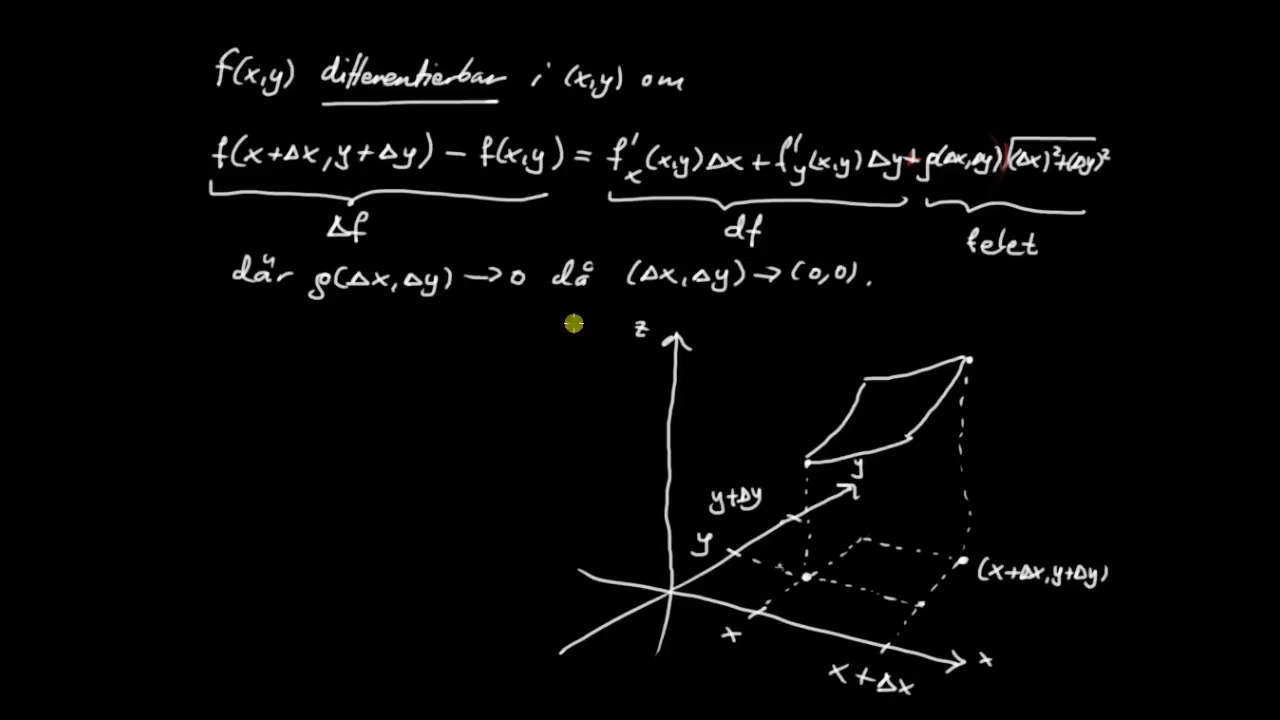 f(x,y) differentierbar i (x,y) om
f(x+Δx, y+Δy) − f(x,y) = f'x(x,y)Δx + f'y(x,y)Δy + ρ(Δx,Δy)√(Δx)²+(Δy)²
Δf df felet
där ρ(Δx,Δy) → 0 då (Δx,Δy) → (0,0).
z
y
y+Δy
y
(x+Δx, y+Δy)
x
x
x+Δx